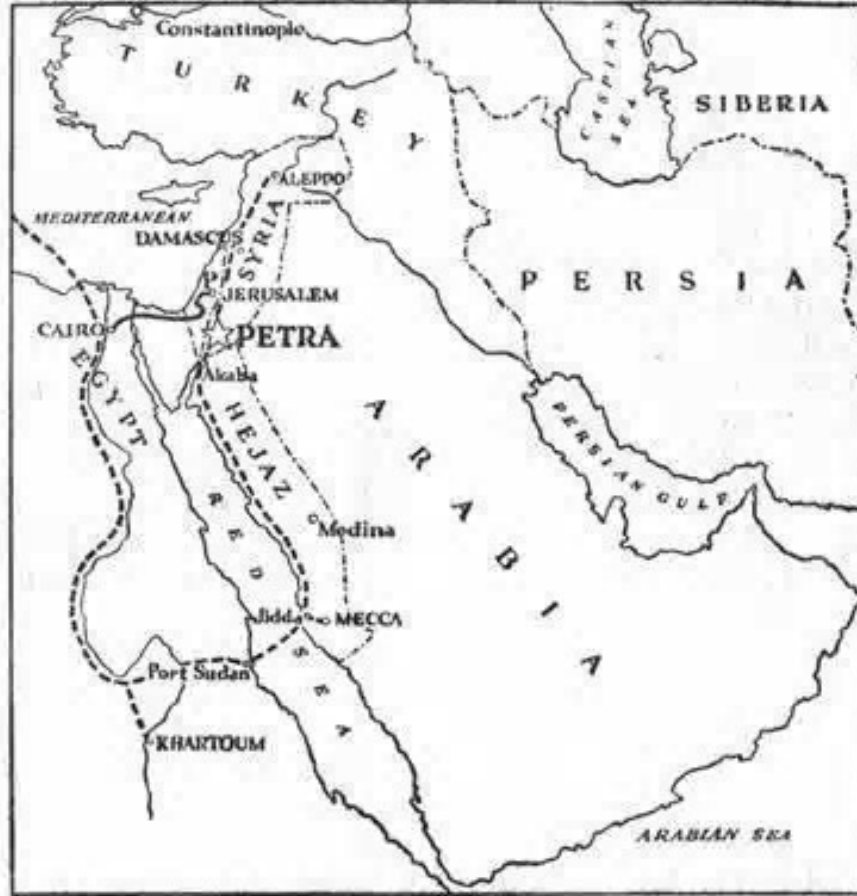 Constantinople
TURKEY
CASPIAN SEA
SIBERIA
ALEPPO
MEDITERRANEAN
DAMASCUS
SYRIA
PERSIA
JERUSALEM
CAIRO
PETRA
EGYPT
Akaba
HEJAZ
ARABIA
PERSIAN GULF
RED SEA
Medina
Jidda
MECCA
Port Sudan
KHARTOUM
ARABIAN SEA